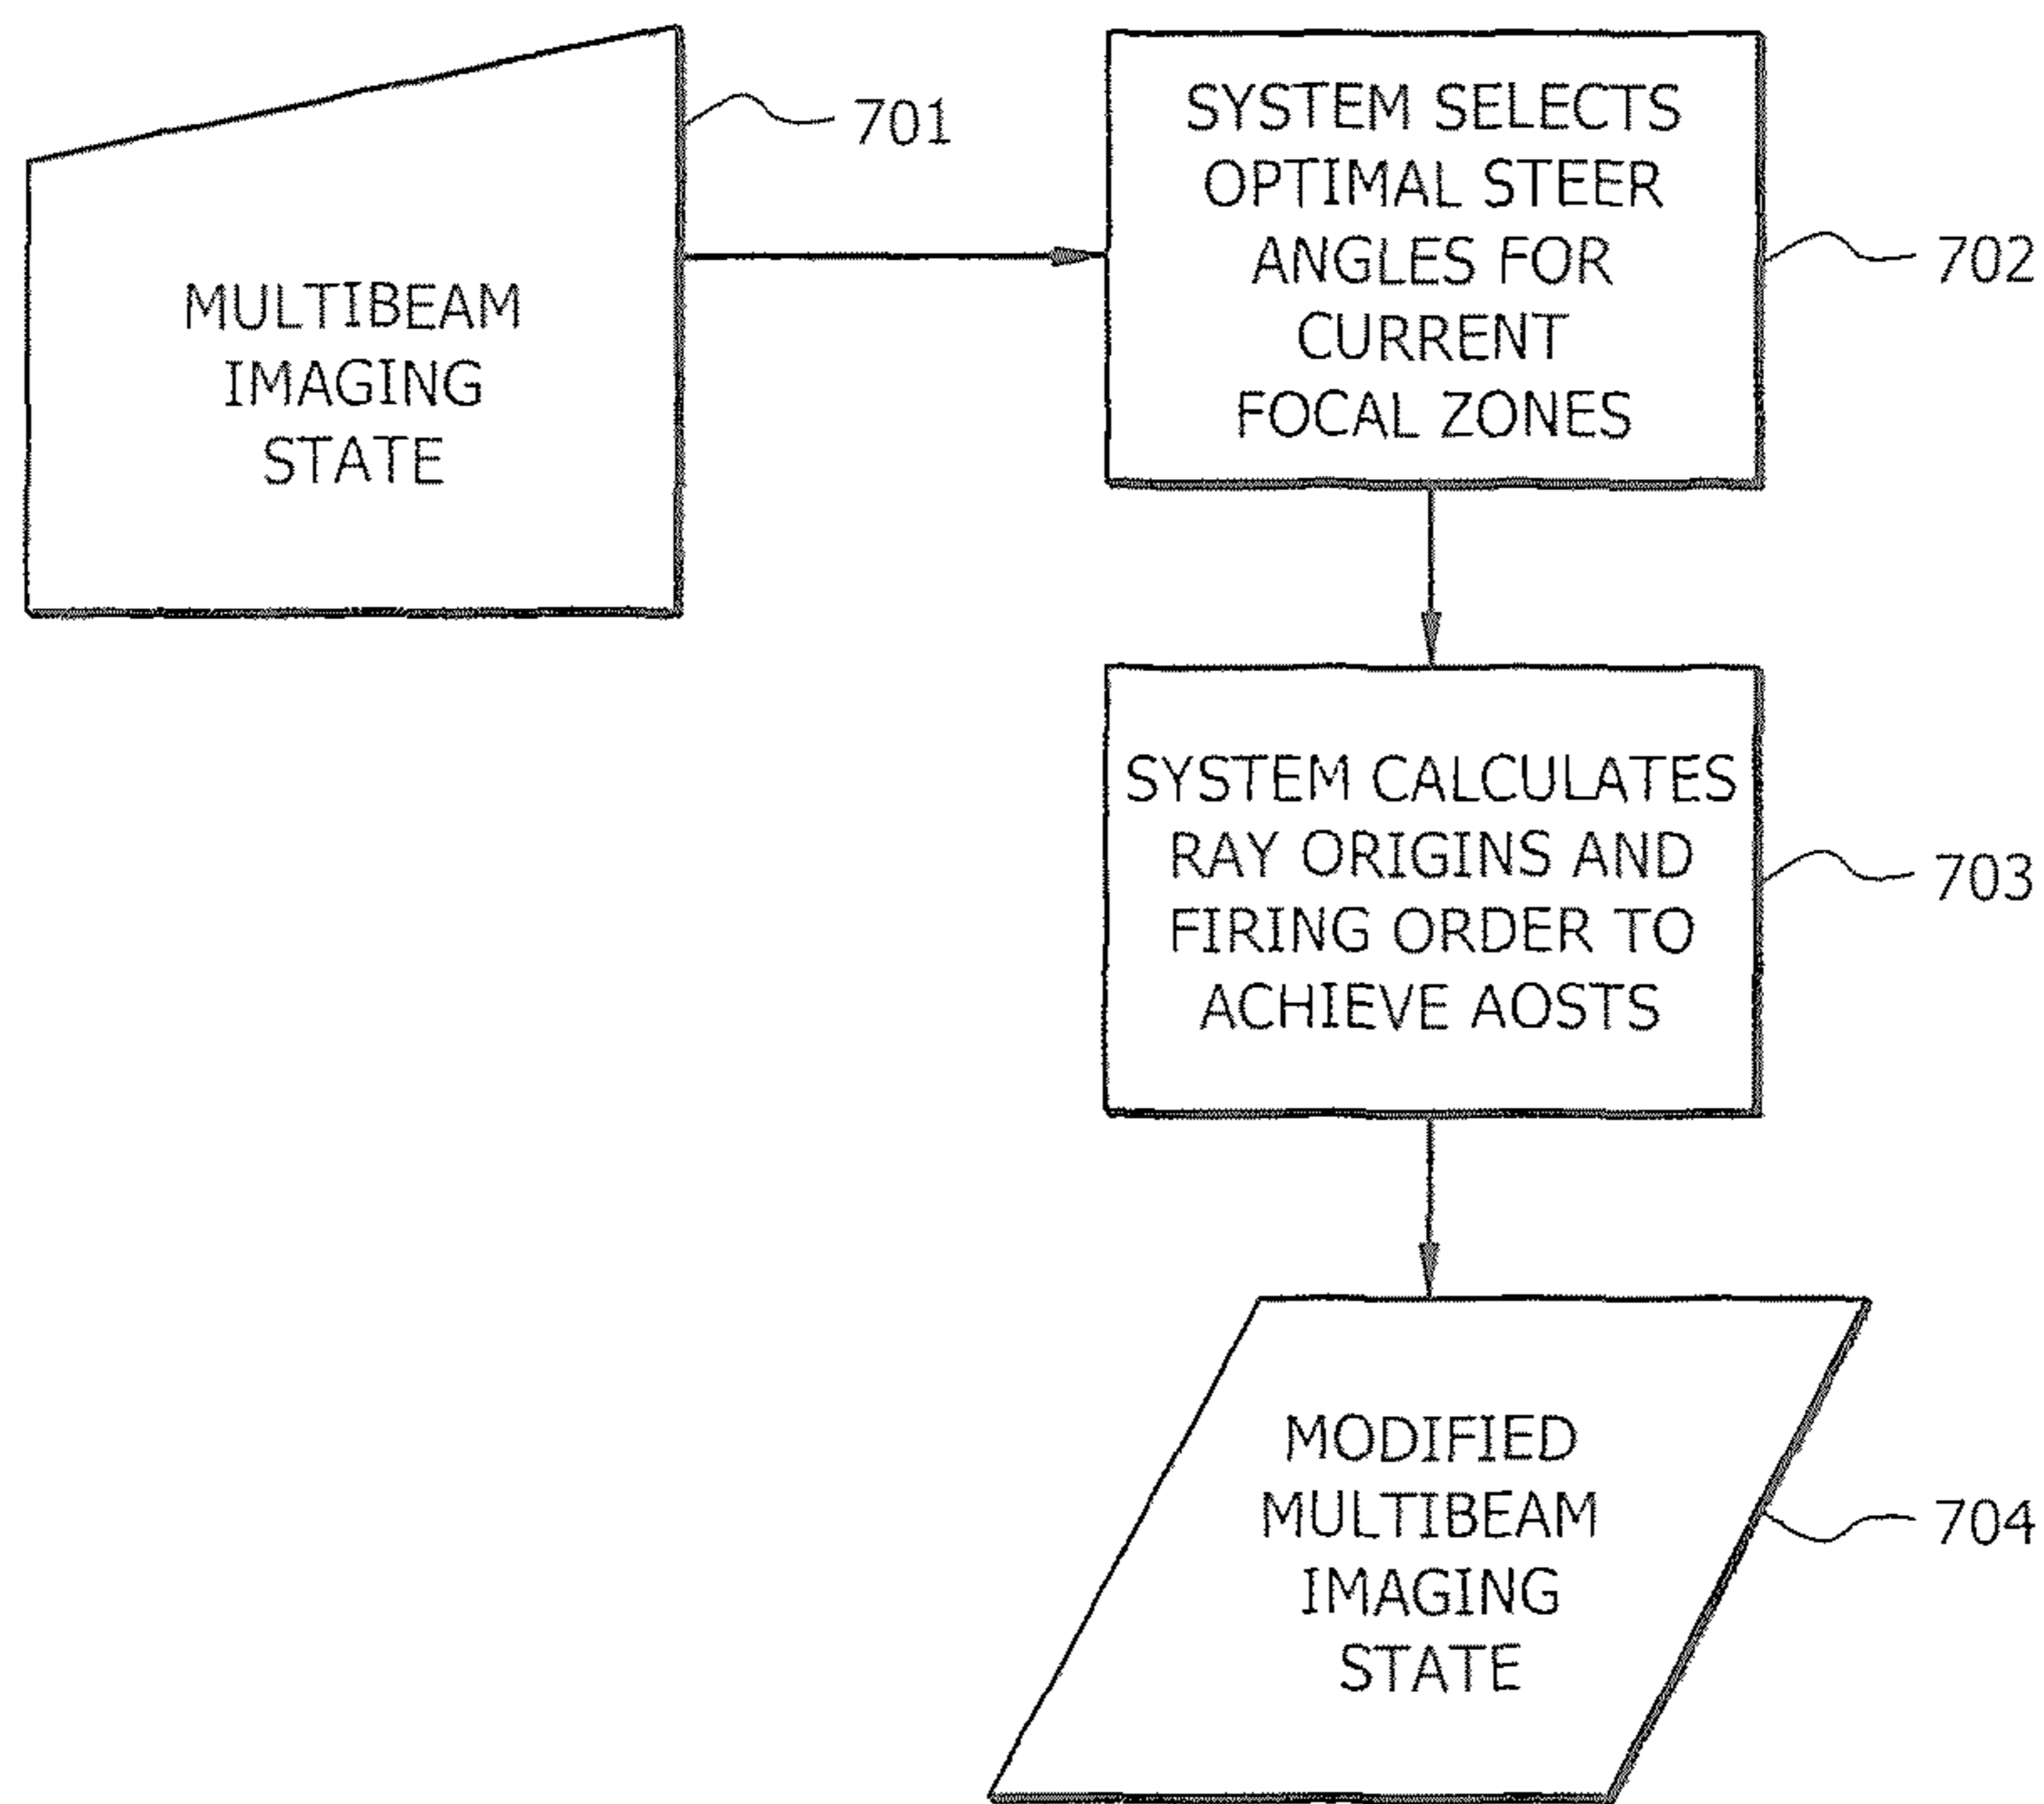 MULTIBEAM
IMAGING
STATE
701
SYSTEM SELECTS
OPTIMAL STEER
ANGLES FOR
CURRENT
FOCAL ZONES
702
SYSTEM CALCULATES
RAY ORIGINS AND
FIRING ORDER TO
ACHIEVE AOSTS
703
MODIFIED
MULTIBEAM
IMAGING
STATE
704